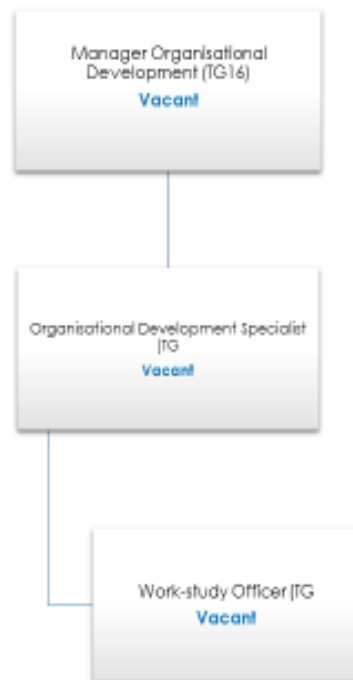 Manager Organisational
Development (TG16)
Vacant
Organisational Development Specialist
(TG
Vacant
Work-study Officer (TG
Vacant